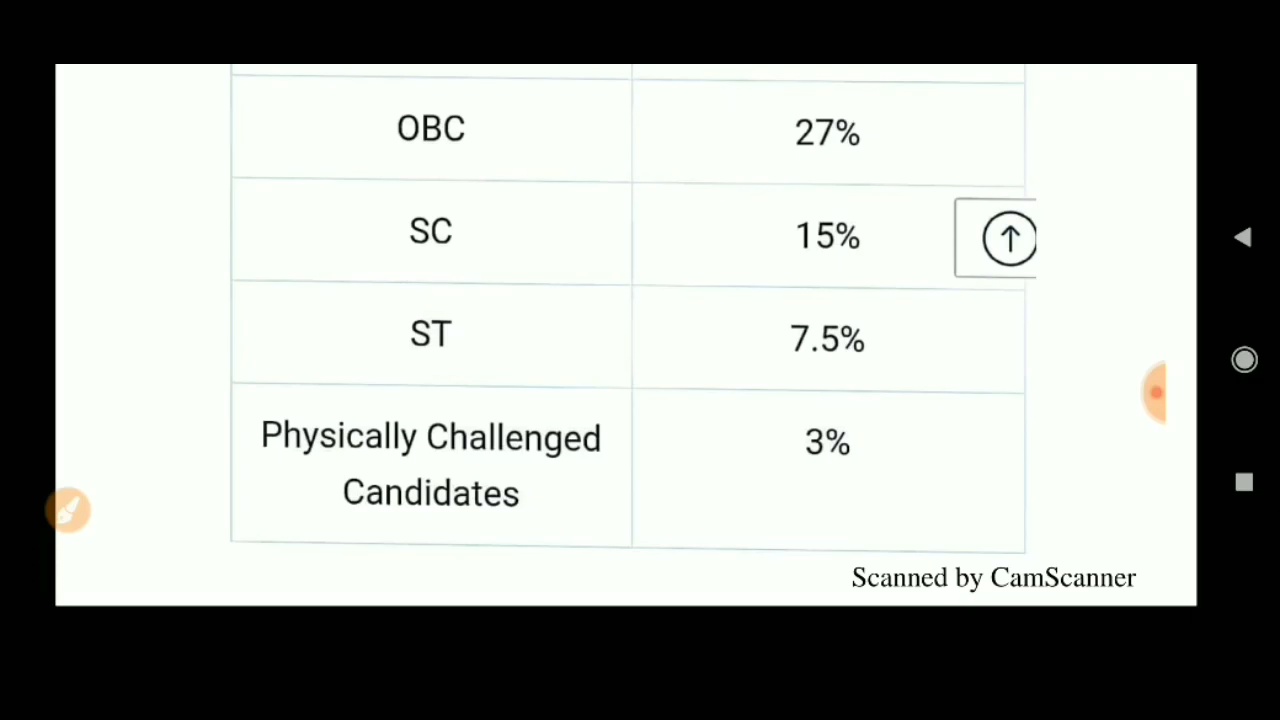 OBC 27%
SC 15%
ST 7.5%
Physically Challenged 3%
Candidates
Scanned by CamScanner